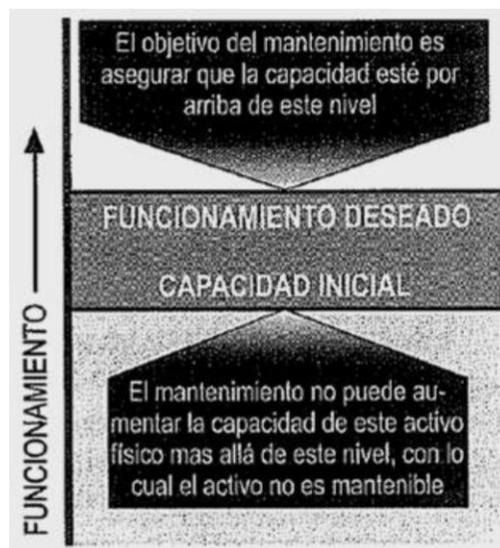 El objetivo del mantenimiento es
asegurar que la capacidad esté por
arriba de este nivel
FUNCIONAMIENTO DESEADO
CAPACIDAD INICIAL
El mantenimiento no puede au-
mentar la capacidad de este activo
físico mas allá de este nivel, con lo
cual el activo no es mantenible
FUNCIONAMIENTO